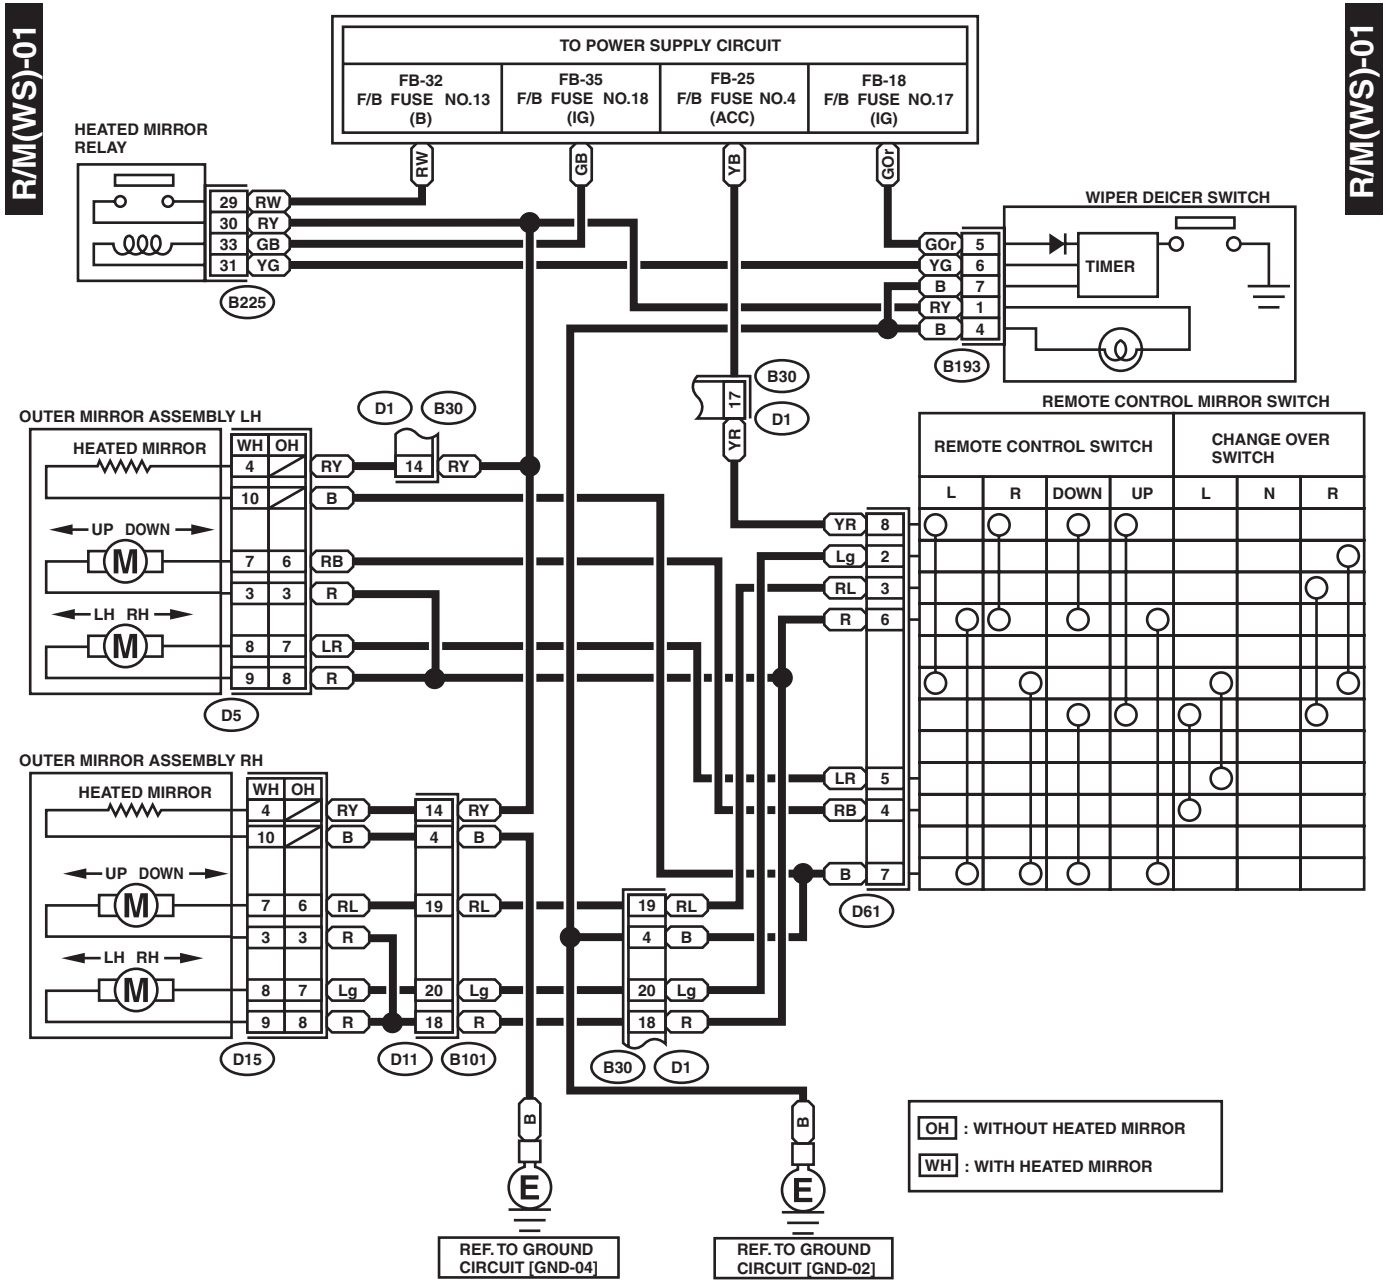 R/M(WS)-01
R/M(WS)-01
TO POWER SUPPLY CIRCUIT
FB-32
F/B FUSE NO.13
(B)
FB-35
F/B FUSE NO.18
(IG)
FB-25
F/B FUSE NO.4
(ACC)
FB-18
F/B FUSE NO.17
(IG)
RW
GB
YB
GOr
HEATED MIRROR
RELAY
29 RW
30 RY
33 GB
31 YG
B225
WIPER DEICER SWITCH
GOr 5
YG 6
B 7
RY 1
B 4
TIMER
B193
17
B30
D1
YR
D1
B30
OUTER MIRROR ASSEMBLY LH
HEATED MIRROR
WH OH
4 RY 14 RY
10 B
UP DOWN
M
7 6 RB
3 3 R
LH RH
M
8 7 LR
9 8 R
D5
REMOTE CONTROL MIRROR SWITCH
REMOTE CONTROL SWITCH
CHANGE OVER
SWITCH
L R DOWN UP L N R
YR 8
Lg 2
RL 3
R 6
LR 5
RB 4
B 7
D61
OUTER MIRROR ASSEMBLY RH
HEATED MIRROR
WH OH
4 RY 14 RY
10 B 4 B
UP DOWN
M
7 6 RL 19 RL 19 RL
3 3 R 4 B
LH RH
M
8 7 Lg 20 Lg 20 Lg
9 8 R 18 R 18 R
D15
D11
B101
B30
D1
B
E
REF. TO GROUND
CIRCUIT [GND-04]
B
E
REF. TO GROUND
CIRCUIT [GND-02]
OH : WITHOUT HEATED MIRROR
WH : WITH HEATED MIRROR